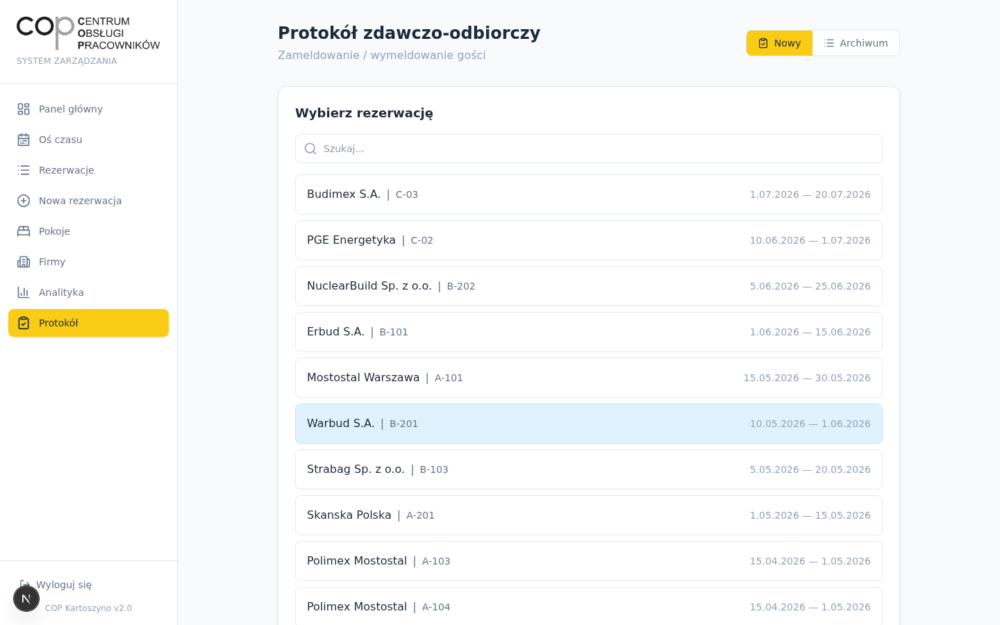 COP CENTRUM
OBSŁUGI
PRACOWNIKÓW
SYSTEM ZARZĄDZANIA
Panel główny
Oś czasu
Rezerwacje
Nowa rezerwacja
Pokoje
Firmy
Analityka
Protokół
Wyloguj się
N
COP Kartoszyno v2.0
Protokół zdawczo-odbiorczy
Zameldowanie / wymeldowanie gości
Nowy
Archiwum
Wybierz rezerwację
Szukaj...
Budimex S.A. | C-03 1.07.2026 — 20.07.2026
PGE Energetyka | C-02 10.06.2026 — 1.07.2026
NuclearBuild Sp. z o.o. | B-202 5.06.2026 — 25.06.2026
Erbud S.A. | B-101 1.06.2026 — 15.06.2026
Mostostal Warszawa | A-101 15.05.2026 — 30.05.2026
Warbud S.A. | B-201 10.05.2026 — 1.06.2026
Strabag Sp. z o.o. | B-103 5.05.2026 — 20.05.2026
Skanska Polska | A-201 1.05.2026 — 15.05.2026
Polimex Mostostal | A-103 15.04.2026 — 1.05.2026
Polimex Mostostal | A-104 15.04.2026 — 1.05.2026